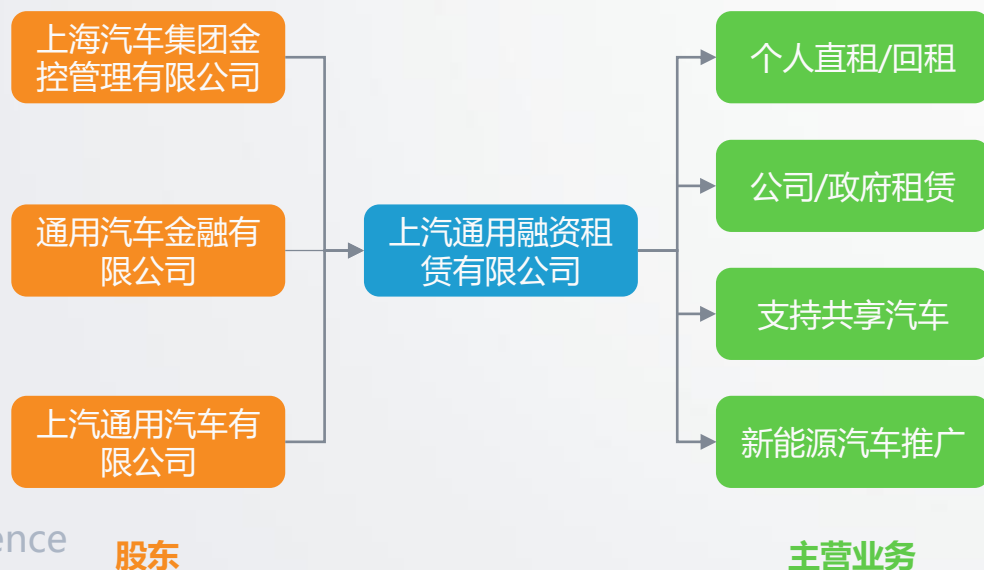 上海汽车集团金
控管理有限公司
通用汽车金融有
限公司
上汽通用汽车有
限公司
股东
上汽通用融资租
赁有限公司
个人直租/回租
公司/政府租赁
支持共享汽车
新能源汽车推广
主营业务
ence